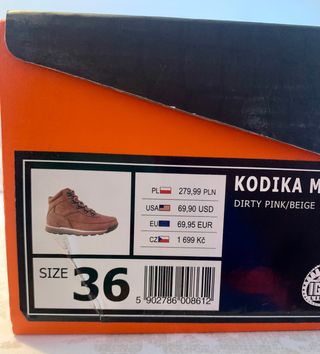 KODIKA M
DIRTY PINK/BEIGE
PL 279,99 PLN
USA 69,90 USD
EU 69,95 EUR
CZ 1 699 Kč
SIZE 36
5 902786 008612